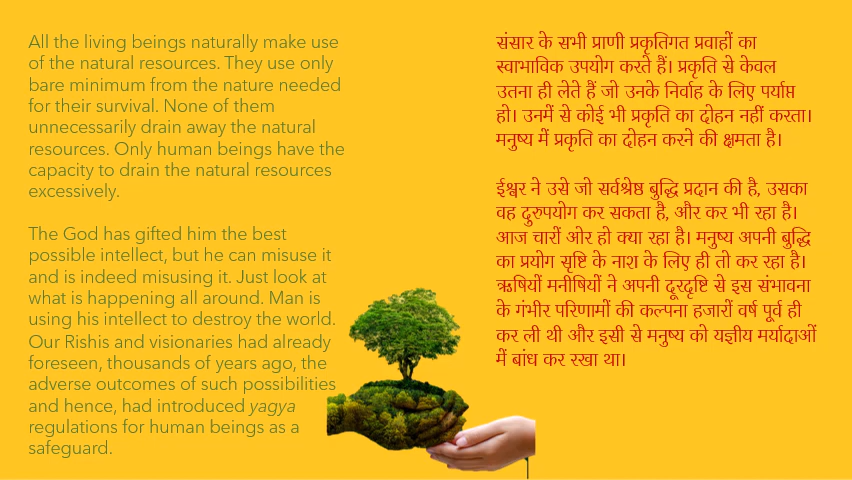 All the living beings naturally make use
of the natural resources. They use only
bare minimum from the nature needed
for their survival. None of them
unnecessarily drain away the natural
resources. Only human beings have the
capacity to drain the natural resources
excessively.
The God has gifted him the best
possible intellect, but he can misuse it
and is indeed misusing it. Just look at
what is happening all around. Man is
using his intellect to destroy the world.
Our Rishis and visionaries had already
foreseen, thousands of years ago, the
adverse outcomes of such possibilities
and hence, had introduced yagya
regulations for human beings as a
safeguard.
संसार के सभी प्राणी प्रकृतिगत प्रवाहों का
स्वाभाविक उपयोग करते हैं। प्रकृति से केवल
उतना ही लेते हैं जो उनके निर्वाह के लिए पर्याप्त
हो। उनमें से कोई भी प्रकृति का दोहन नहीं करता।
मनुष्य में प्रकृति का दोहन करने की क्षमता है।
ईश्वर ने उसे जो सर्वश्रेष्ठ बुद्धि प्रदान की है, उसका
वह दुरुपयोग कर सकता है, और कर भी रहा है।
आज चारों ओर हो क्या रहा है। मनुष्य अपनी बुद्धि
का प्रयोग सृष्टि के नाश के लिए ही तो कर रहा है।
ऋषियों मनीषियों ने अपनी दूरदृष्टि से इस संभावना
के गंभीर परिणामों की कल्पना हजारों वर्ष पूर्व ही
कर ली थी और इसी से मनुष्य को यज्ञीय मर्यादाओं
में बांध कर रखा था।